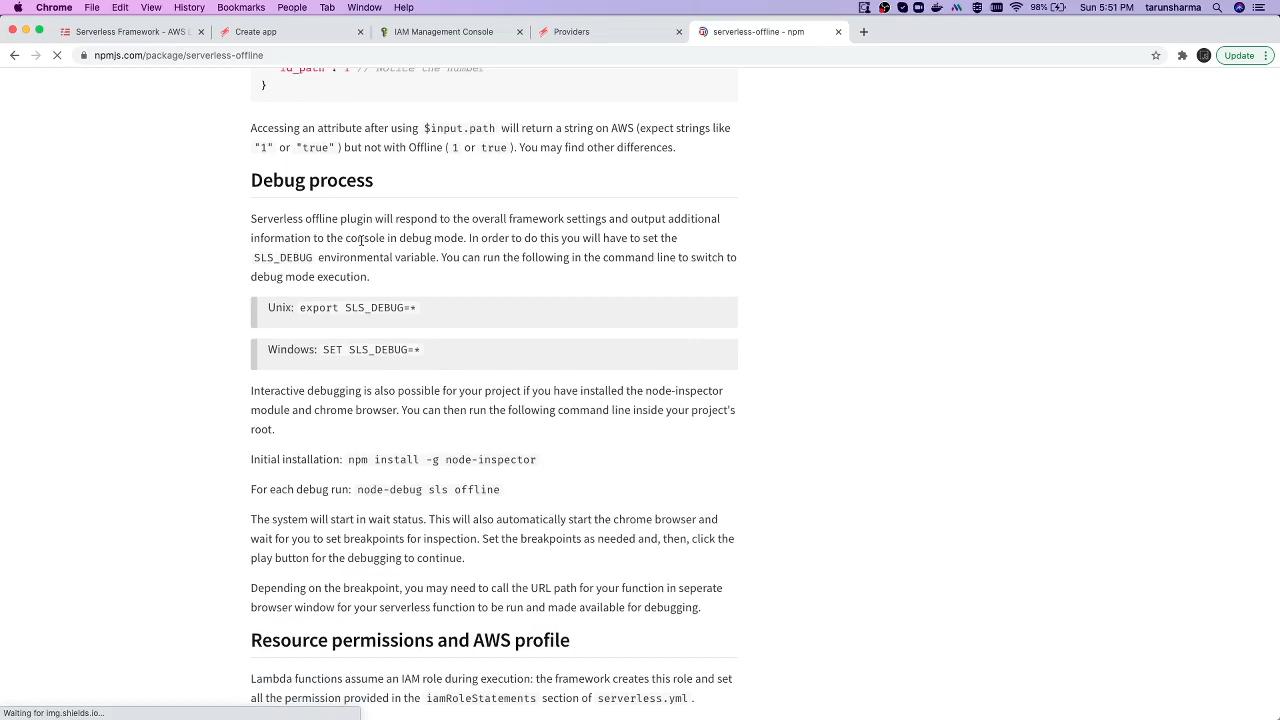 Chrome File Edit View History Bookmarks People Tab Window Help 98% Sun 5:51 PM tarunsharma
Serverless Framework - AWS L Create app IAM Management Console Providers serverless-offline - npm
npmjs.com/package/serverless-offline Update
"id_path": 1 // Notice the number
}
Accessing an attribute after using $input.path will return a string on AWS (expect strings like
"1" or "true" ) but not with Offline ( 1 or true ). You may find other differences.
Debug process
Serverless offline plugin will respond to the overall framework settings and output additional
information to the console in debug mode. In order to do this you will have to set the
SLS_DEBUG environmental variable. You can run the following in the command line to switch to
debug mode execution.
Unix: export SLS_DEBUG=*
Windows: SET SLS_DEBUG=*
Interactive debugging is also possible for your project if you have installed the node-inspector
module and chrome browser. You can then run the following command line inside your project's
root.
Initial installation: npm install -g node-inspector
For each debug run: node-debug sls offline
The system will start in wait status. This will also automatically start the chrome browser and
wait for you to set breakpoints for inspection. Set the breakpoints as needed and, then, click the
play button for the debugging to continue.
Depending on the breakpoint, you may need to call the URL path for your function in seperate
browser window for your serverless function to be run and made available for debugging.
Resource permissions and AWS profile
Lambda functions assume an IAM role during execution: the framework creates this role and set
all the permission provided in the iamRoleStatements section of serverless.yml .
Waiting for img.shields.io...